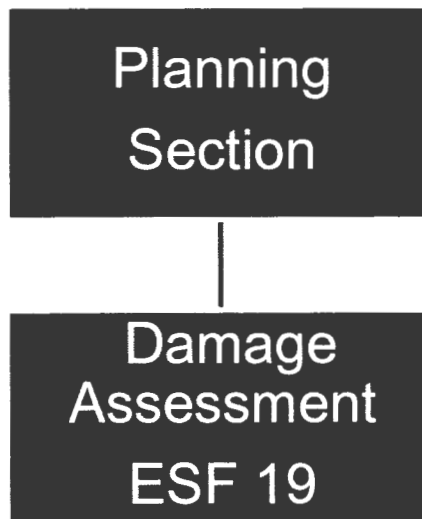 Planning
Section
Damage
Assessment
ESF 19